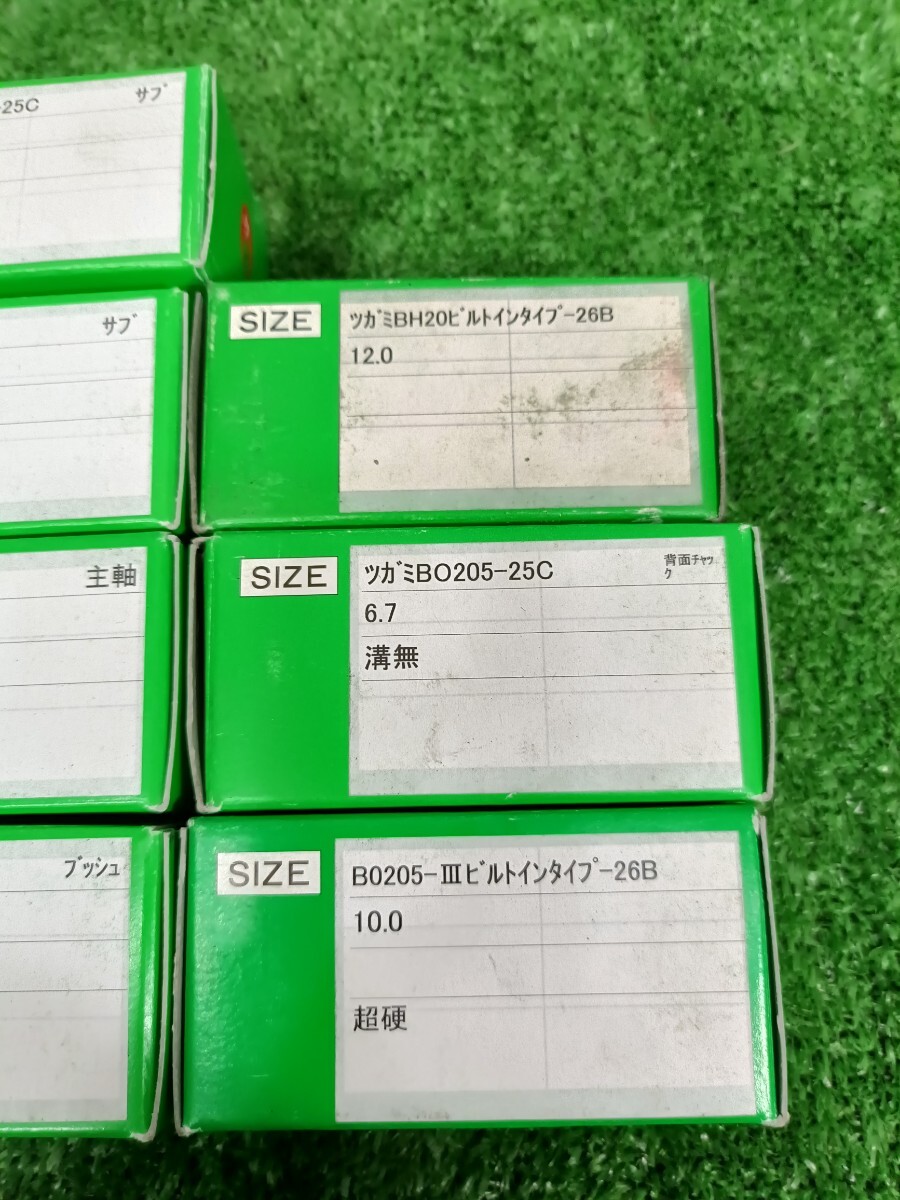 -25C ｻﾌﾞ
ｻﾌﾞ
主軸
ﾌﾞｯｼｭ
SIZE ﾂｶﾞﾐBH20ﾋﾞﾙﾄｲﾝﾀｲﾌﾟ-26B
12.0
SIZE ﾂｶﾞﾐBO205-25C 背面ﾁｬｯ
ｸ
6.7
溝無
SIZE B0205-Ⅲﾋﾞﾙﾄｲﾝﾀｲﾌﾟ-26B
10.0
超硬